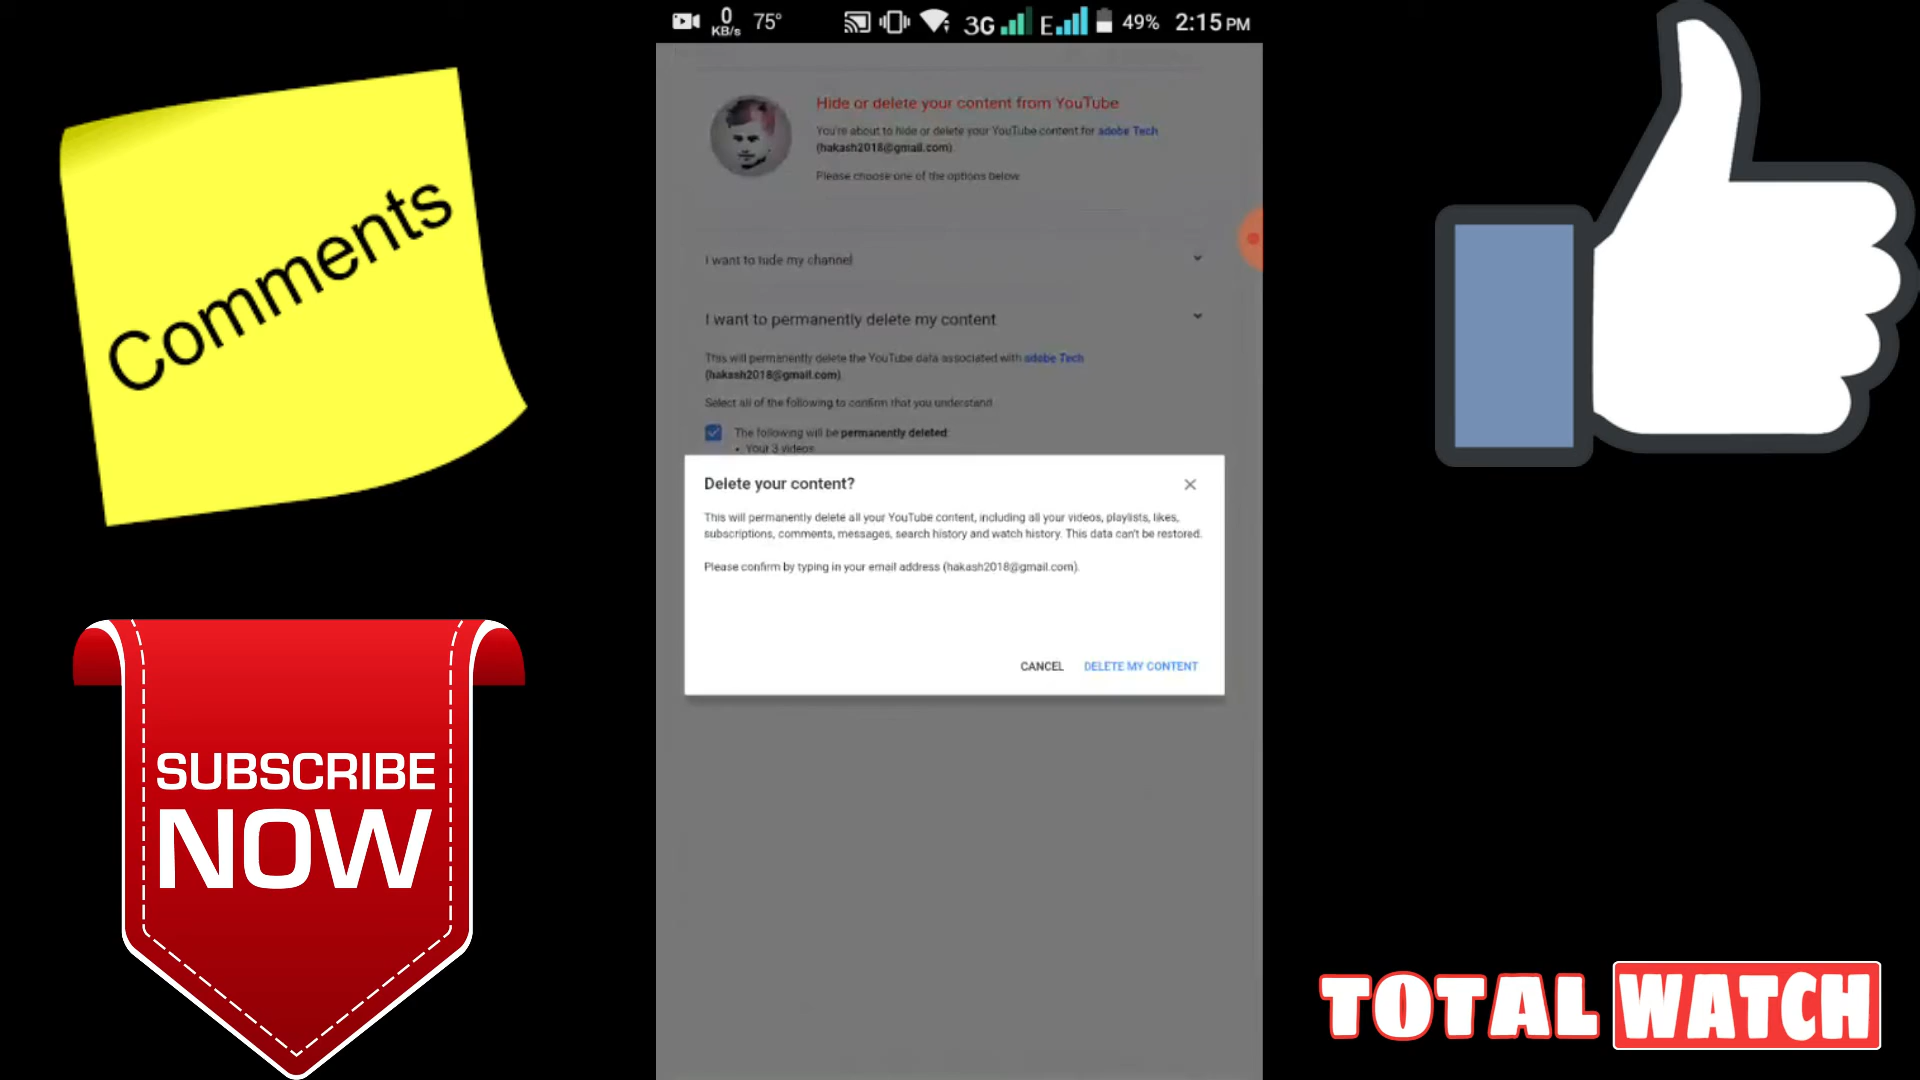 0
KB/s
75°
3G
E
49%
2:15 PM
Comments
Hide or delete your content from YouTube
You're about to hide or delete your YouTube content for adobe Tech
(hakash2018@gmail.com)
Please choose one of the options below
I want to hide my channel
I want to permanently delete my content
This will permanently delete the YouTube data associated with adobe Tech
(hakash2018@gmail.com)
Select all of the following to confirm that you understand
The following will be permanently deleted:
• Your 3 videos
Delete your content?
This will permanently delete all your YouTube content, including all your videos, playlists, likes,
subscriptions, comments, messages, search history and watch history. This data can't be restored.
Please confirm by typing in your email address (hakash2018@gmail.com).
CANCEL
DELETE MY CONTENT
SUBSCRIBE
NOW
TOTAL WATCH